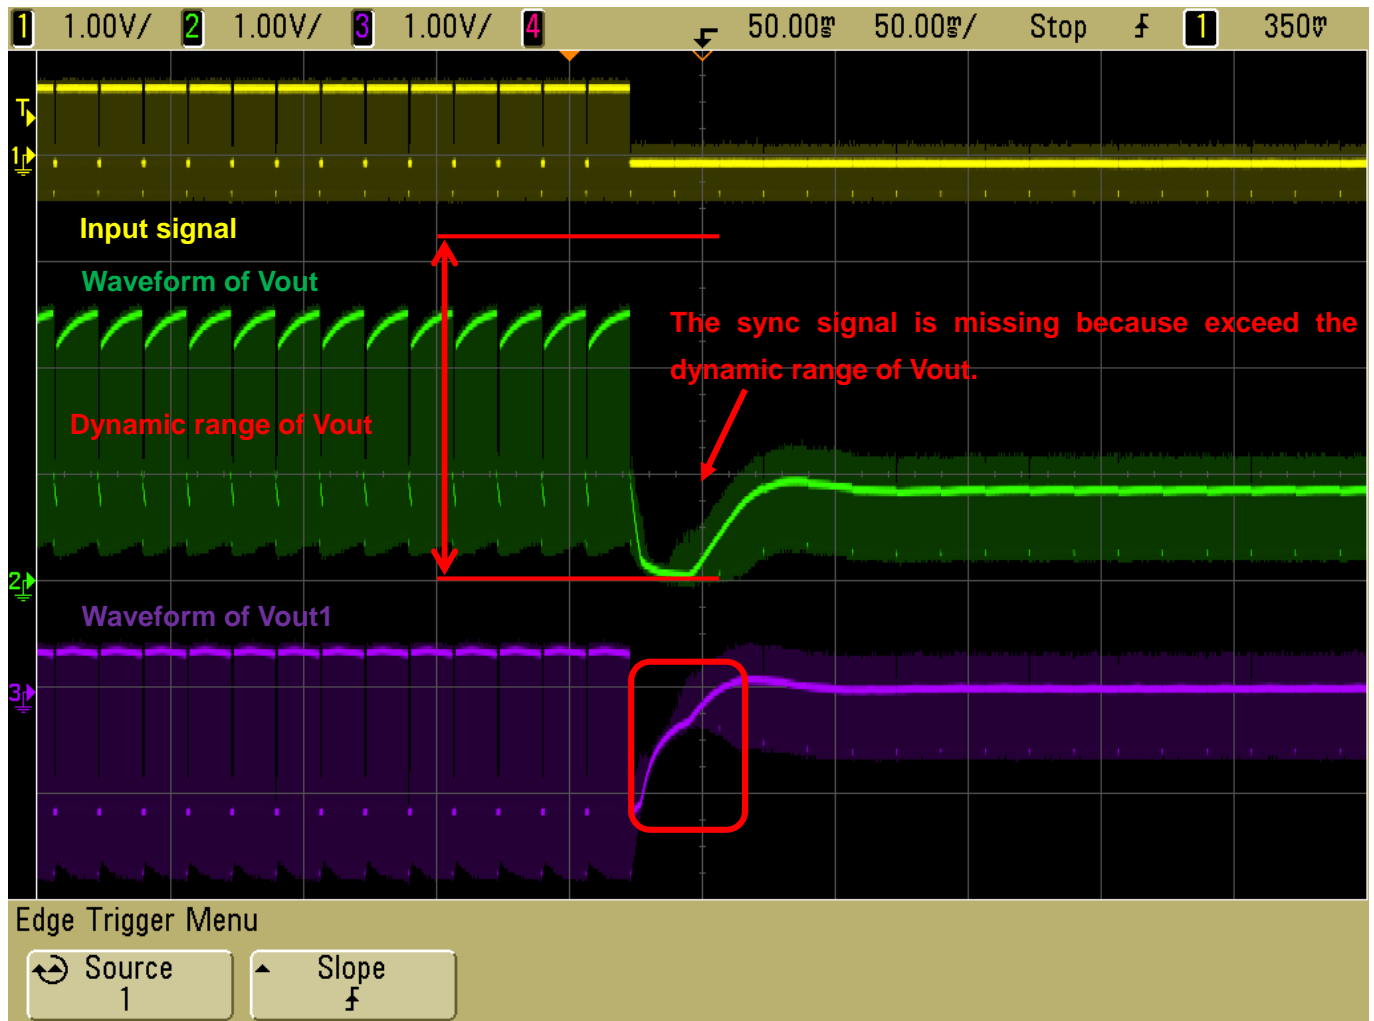 1 1.00V/ 2 1.00V/ 3 1.00V/ 4 50.00ms 50.00ms/ Stop 1 350mV
T
1
Input signal
Waveform of Vout
The sync signal is missing because exceed the
dynamic range of Vout.
Dynamic range of Vout
2
Waveform of Vout1
3
Edge Trigger Menu
Source
1
Slope